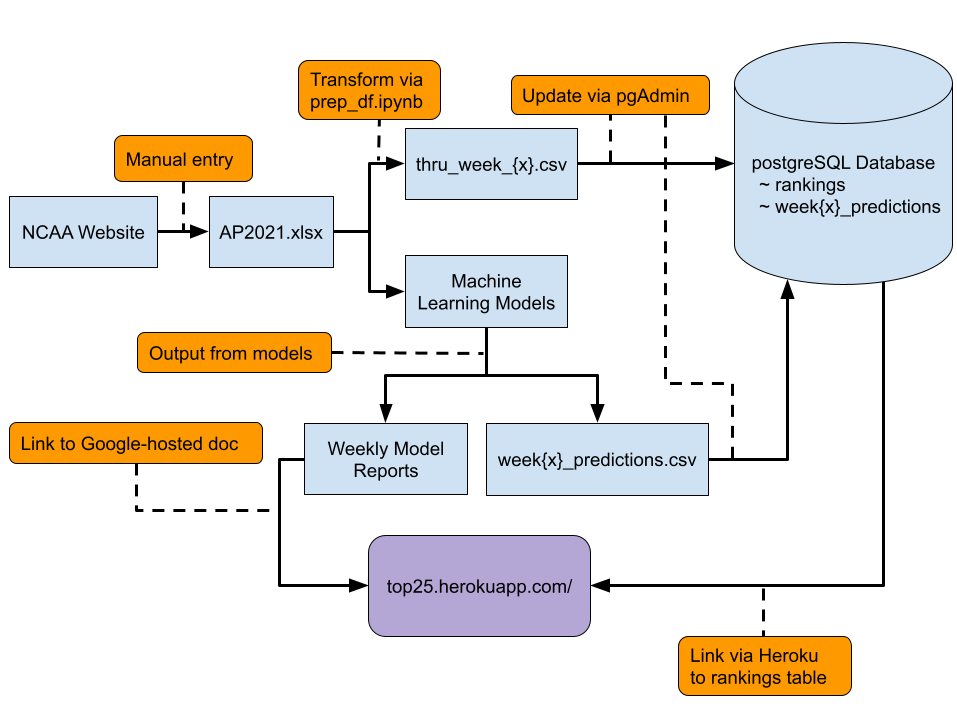 Transform via
prep_df.ipynb
Update via pgAdmin
Manual entry
thru_week_{x}.csv
postgreSQL Database
~ rankings
~ week{x}_predictions
NCAA Website
AP2021.xlsx
Machine
Learning Models
Output from models
Link to Google-hosted doc
Weekly Model
Reports
week{x}_predictions.csv
top25.herokuapp.com/
Link via Heroku
to rankings table